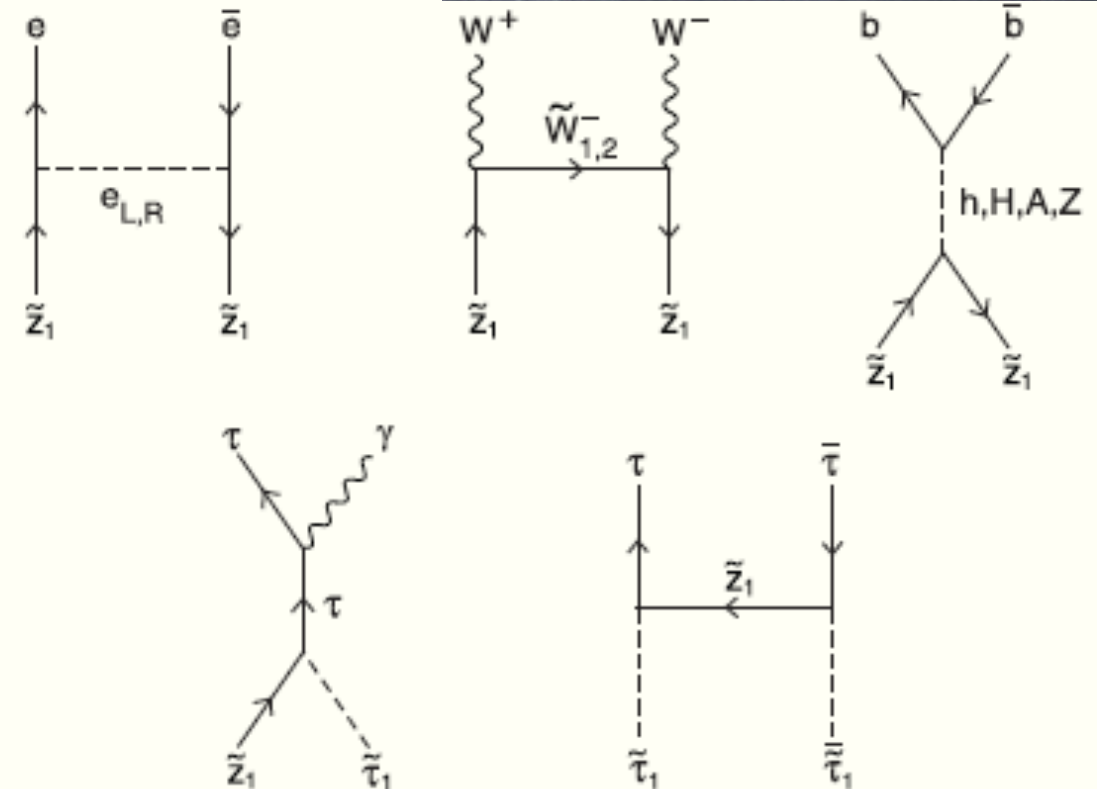 e ē W⁺ W⁻ b b̄
W̃⁻₁,₂
e_L,R h,H,A,Z
z̃₁ z̃₁ z̃₁ z̃₁
z̃₁ z̃₁
τ γ τ τ̄
z̃₁
τ
z̃₁ τ̃₁ τ̃₁ τ̃̄₁